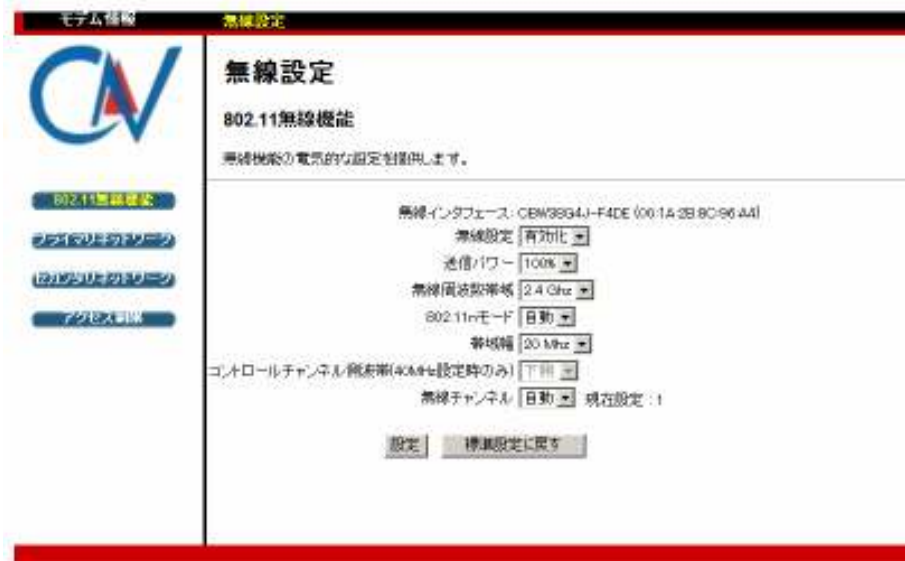 モデム情報
無線設定
CNV
無線設定
802.11無線機能
無線機能の電気的な設定を提供します。
802.11無線機能
プライマリネットワーク
セカンダリネットワーク
アクセス制限
無線インタフェース: CBW38G4J-F4DE (00:1A:2B:8C:96:A4)
無線設定 有効化
送信パワー 100%
無線周波数帯域 2.4 Ghz
802.11nモード 自動
帯域幅 20 Mhz
コントロールチャンネル側波帯(40MHz設定時のみ) 下側
無線チャンネル 自動 現在設定 : 1
設定 標準設定に戻す